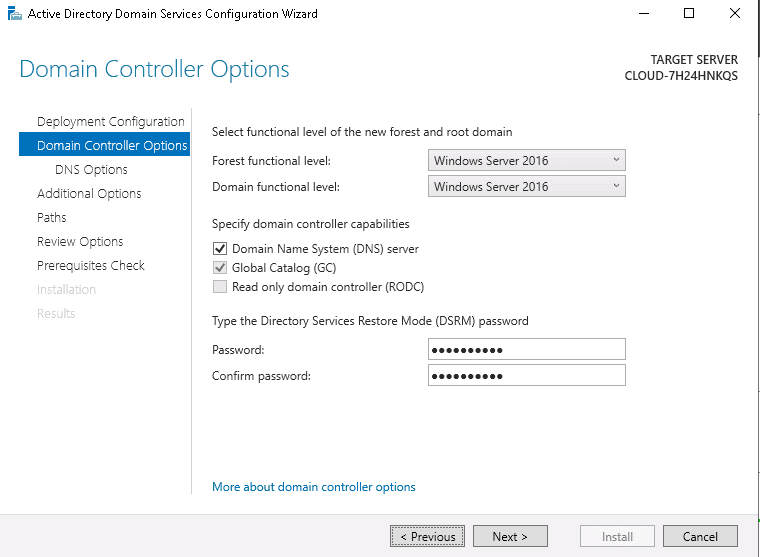 Active Directory Domain Services Configuration Wizard
Domain Controller Options
TARGET SERVER
CLOUD-7H24HNKQS
Deployment Configuration
Domain Controller Options
DNS Options
Additional Options
Paths
Review Options
Prerequisites Check
Installation
Results
Select functional level of the new forest and root domain
Forest functional level: Windows Server 2016
Domain functional level: Windows Server 2016
Specify domain controller capabilities
Domain Name System (DNS) server
Global Catalog (GC)
Read only domain controller (RODC)
Type the Directory Services Restore Mode (DSRM) password
Password: ●●●●●●●●●●
Confirm password: ●●●●●●●●●●
More about domain controller options
< Previous Next > Install Cancel